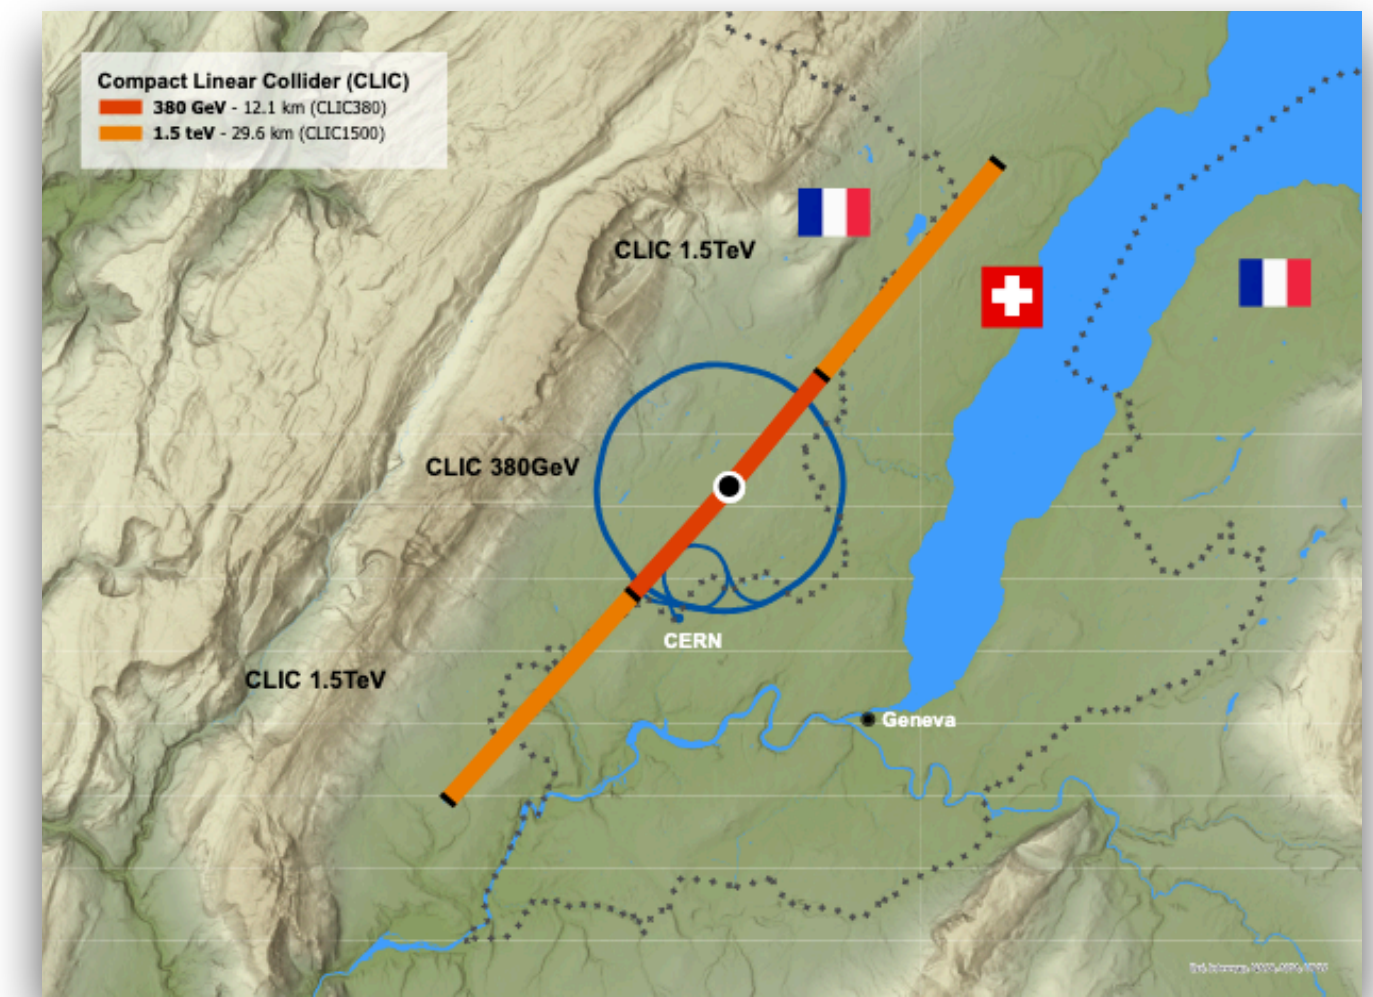 Compact Linear Collider (CLIC)
380 GeV - 12.1 km (CLIC380)
1.5 teV - 29.6 km (CLIC1500)
CLIC 1.5TeV
CLIC 380GeV
CERN
CLIC 1.5TeV
Geneva